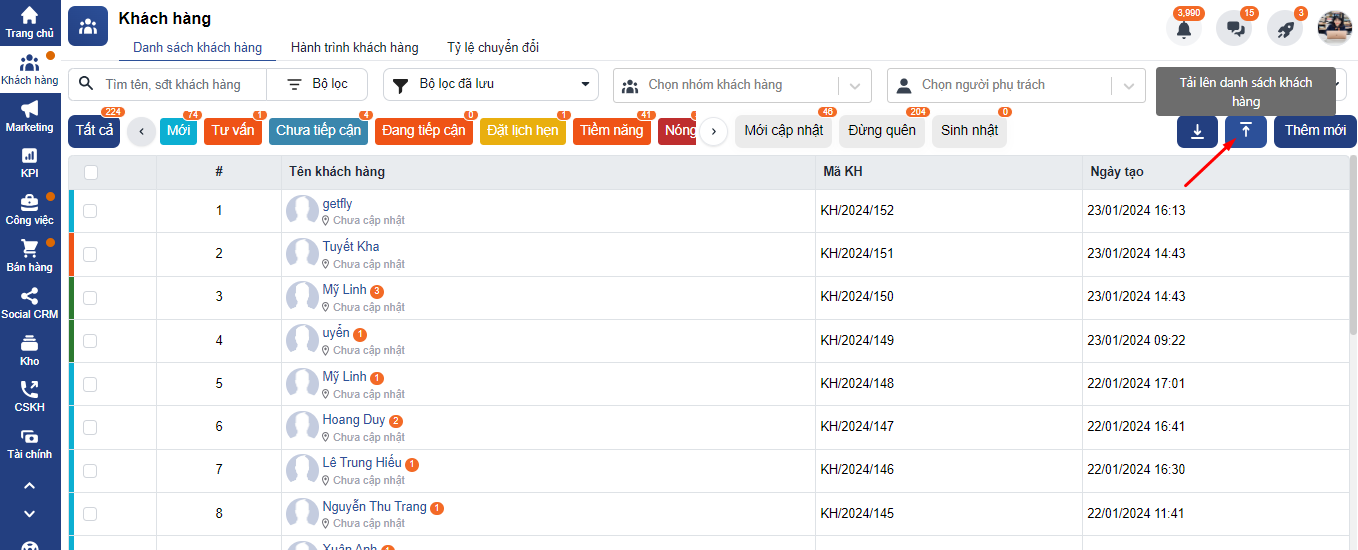 Trang chủ
Khách hàng
Marketing
KPI
Công việc
Bán hàng
Social CRM
Kho
CSKH
Tài chính
Khách hàng
3,990
15
3
Danh sách khách hàng
Hành trình khách hàng
Tỷ lệ chuyển đổi
Tìm tên, sđt khách hàng
Bộ lọc
Bộ lọc đã lưu
Chọn nhóm khách hàng
Chọn người phụ trách
Tải lên danh sách khách
hàng
Tất cả 224
Mới 74
Tư vấn 1
Chưa tiếp cận 4
Đang tiếp cận 0
Đặt lịch hẹn 1
Tiềm năng 41
Nóng
Mới cập nhật 46
Đừng quên 204
Sinh nhật 0
Thêm mới
# Tên khách hàng Mã KH Ngày tạo
1 getfly KH/2024/152 23/01/2024 16:13
Chưa cập nhật
2 Tuyết Kha KH/2024/151 23/01/2024 14:43
Chưa cập nhật
3 Mỹ Linh 3 KH/2024/150 23/01/2024 14:43
Chưa cập nhật
4 uyển 1 KH/2024/149 23/01/2024 09:22
Chưa cập nhật
5 Mỹ Linh 1 KH/2024/148 22/01/2024 17:01
Chưa cập nhật
6 Hoang Duy 2 KH/2024/147 22/01/2024 16:41
Chưa cập nhật
7 Lê Trung Hiếu 1 KH/2024/146 22/01/2024 16:30
Chưa cập nhật
8 Nguyễn Thu Trang 1 KH/2024/145 22/01/2024 11:41
Chưa cập nhật
Xuân Anh